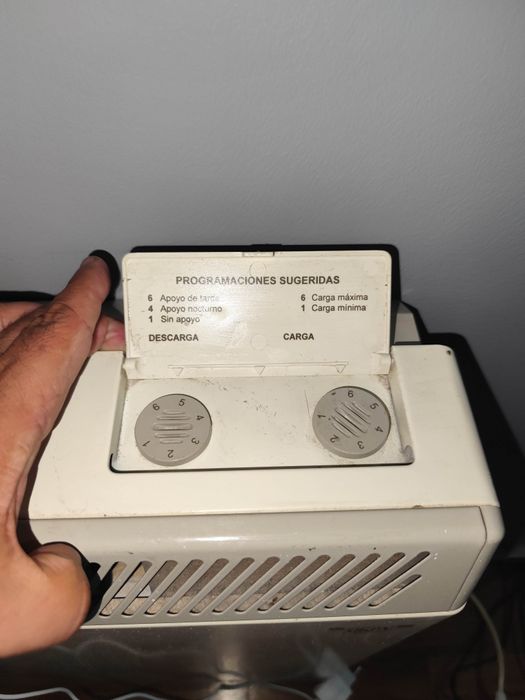 PROGRAMACIONES SUGERIDAS
6 Apoyo de tarde 6 Carga máxima
4 Apoyo nocturno 1 Carga mínima
1 Sin apoyo
DESCARGA CARGA
6 5 4 3 2 1
6 5 4 3 2 1